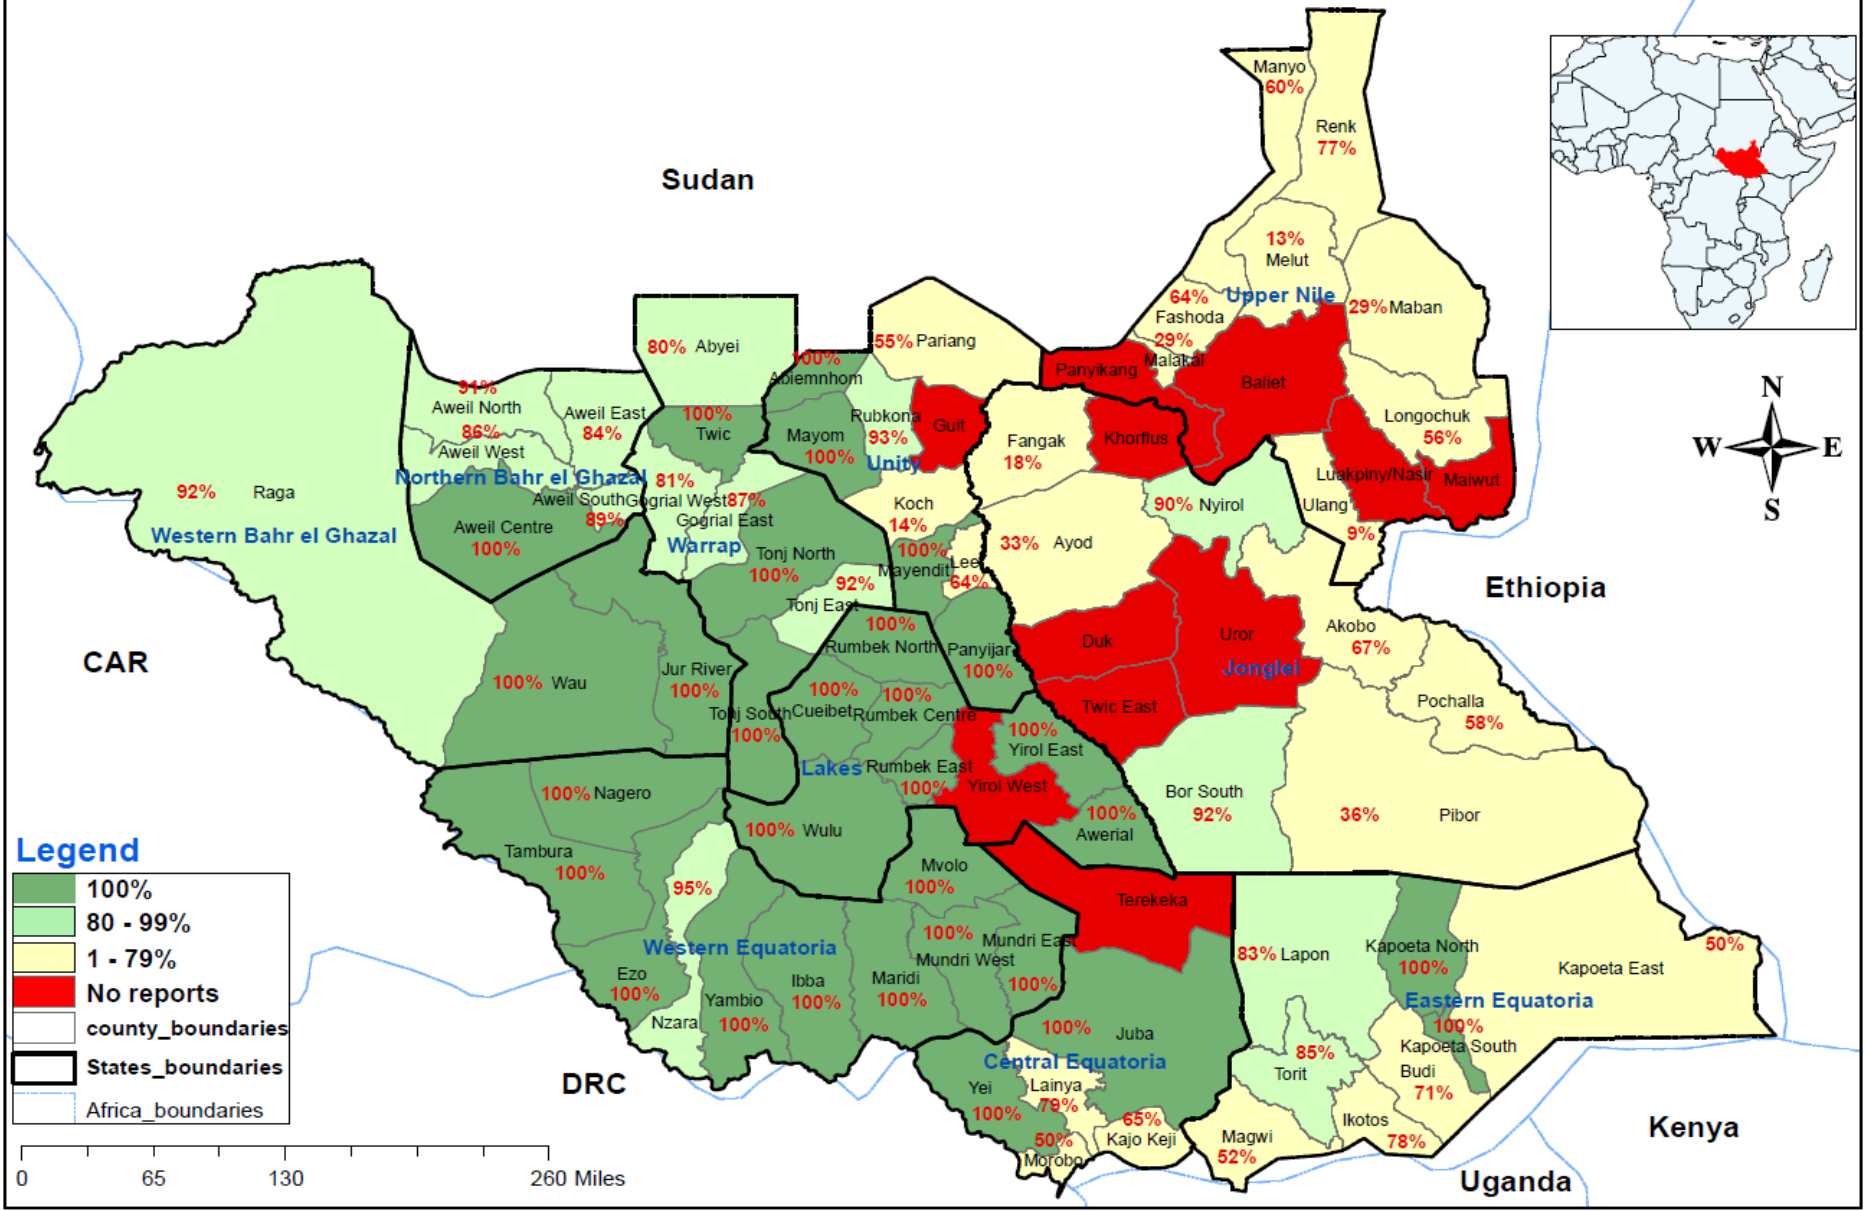 Manyo
60%
Renk
77%
Sudan
13%
Melut
64%
Upper Nile
Fashoda
29%
Malakal
29% Maban
55% Pariang
80% Abyei
100%
Abiemnhom
Panyikang
Baliet
91%
Aweil North
86%
Aweil West
Aweil East
84%
100%
Twic
Mayom
100%
Rubkona
93%
Unity
Guit
Fangak
18%
Khorflus
Longochuk
56%
Luakpiny/Nasir
Maiwut
Ulang
9%
N
W
E
S
92% Raga
Western Bahr el Ghazal
Northern Bahr el Ghazal
Aweil South
89%
Aweil Centre
100%
81%
Gogrial West
87%
Gogrial East
Warrap
Koch
14%
90% Nyirol
33% Ayod
Tonj North
100%
100%
Mayendit
Lee
64%
92%
Tonj East
Ethiopia
CAR
100%
Rumbek North
Panyijar
100%
Duk
Uror
Jonglei
Akobo
67%
100% Wau
Jur River
100%
Tonj South
100%
100%
Cueibet
100%
Rumbek Centre
Twic East
Pochalla
58%
100%
Yirol East
Lakes
Rumbek East
100%
Yirol West
Bor South
92%
36% Pibor
100% Nagero
100% Wulu
100%
Awerial
Tambura
100%
95%
Mvolo
100%
Terekeka
Western Equatoria
100%
Mundri West
Mundri East
100%
83% Lapon
Kapoeta North
100%
50%
Kapoeta East
Ezo
100%
Nzara
Yambio
100%
Ibba
100%
Maridi
100%
Eastern Equatoria
100%
Kapoeta South
100% Juba
Central Equatoria
85%
Torit
Budi
71%
DRC
Yei
100%
Lainya
79%
65%
Kajo Keji
50%
Morobo
Magwi
52%
Ikotos
78%
Kenya
Uganda
Legend
100%
80 - 99%
1 - 79%
No reports
county_boundaries
States_boundaries
Africa_boundaries
0 65 130 260 Miles